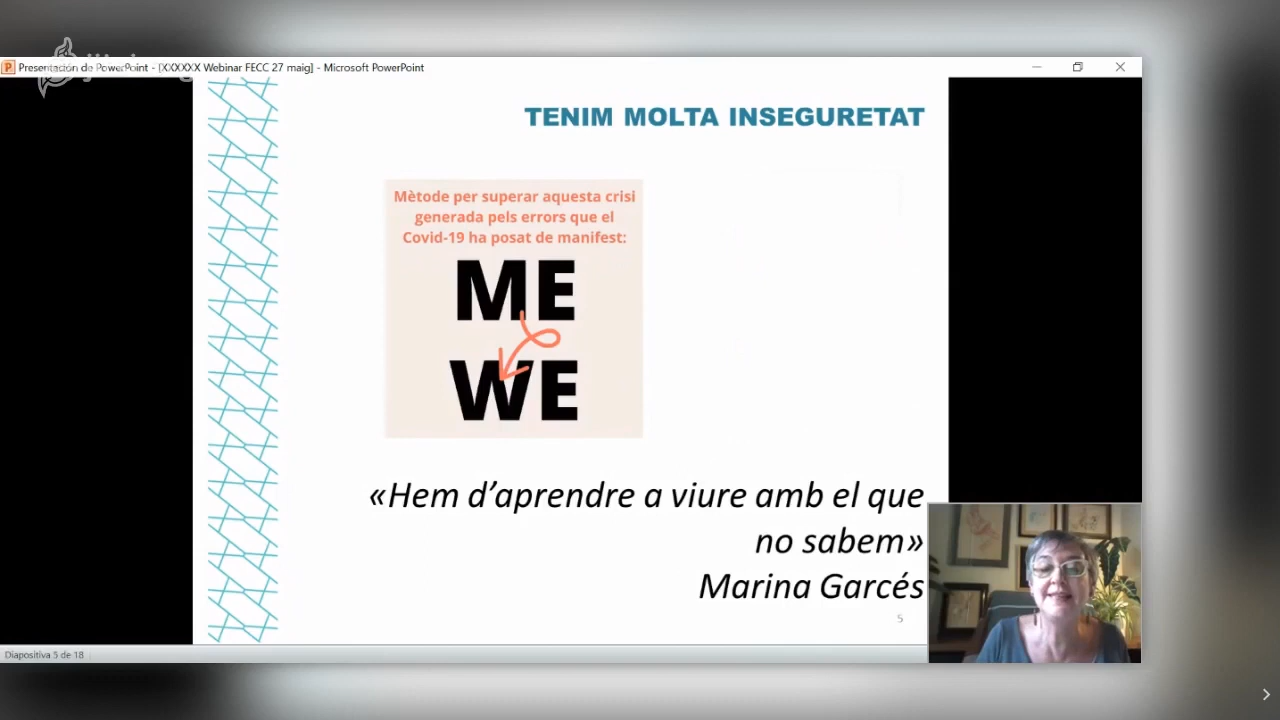 Presentación de PowerPoint - [XXXXXX Webinar FECC 27 maig] - Microsoft PowerPoint
TENIM MOLTA INSEGURETAT
Mètode per superar aquesta crisi
generada pels errors que el
Covid-19 ha posat de manifest:
ME
WE
«Hem d’aprendre a viure amb el que
no sabem»
Marina Garcés
5
Diapositiva 5 de 18